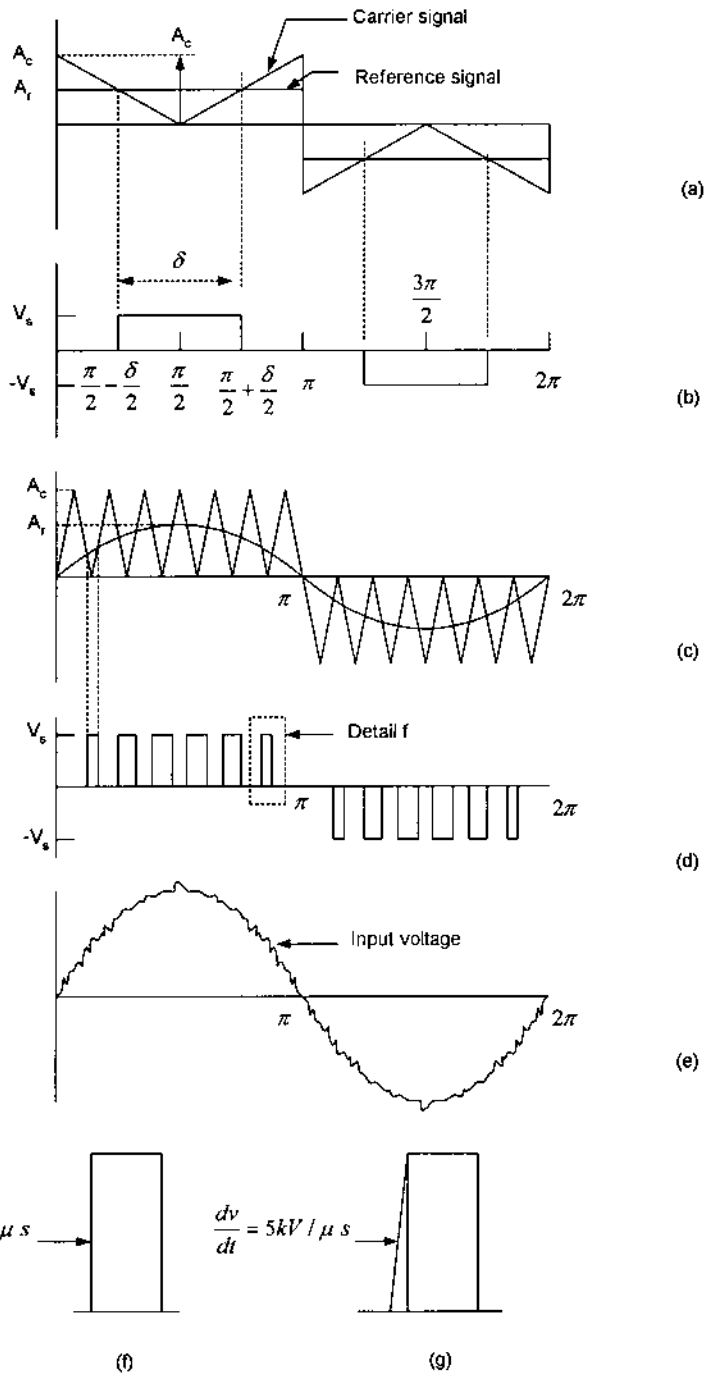 Carrier signal
A_c
A_c
Reference signal
A_r
(a)
δ
3π/2
V_s
-V_s
π/2 − δ/2
π/2
π/2 + δ/2
π
2π
(b)
A_c
A_r
π
2π
(c)
V_s
Detail f
π
2π
-V_s
(d)
Input voltage
π
2π
(e)
μ s
dv/dt = 5kV / μ s
(f)
(g)